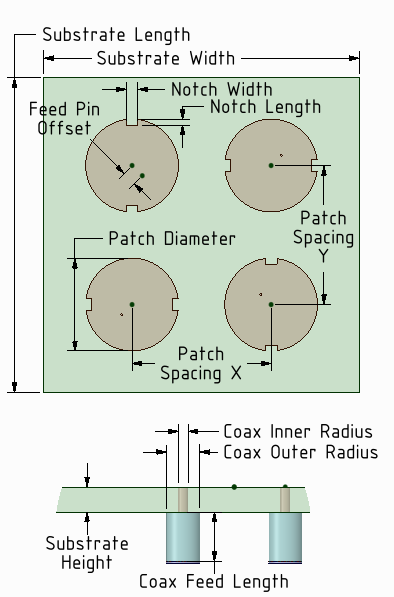 Substrate Length
Substrate Width
Notch Width
Notch Length
Feed Pin
Offset
Patch
Spacing
Y
Patch Diameter
Patch
Spacing X
Coax Inner Radius
Coax Outer Radius
Substrate
Height
Coax Feed Length